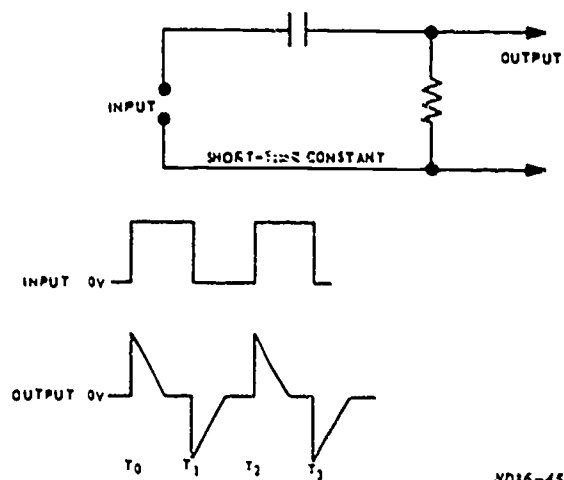 OUTPUT
INPUT
SHORT-TIME CONSTANT
INPUT 0V
OUTPUT 0V
T0 T1 T2 T3